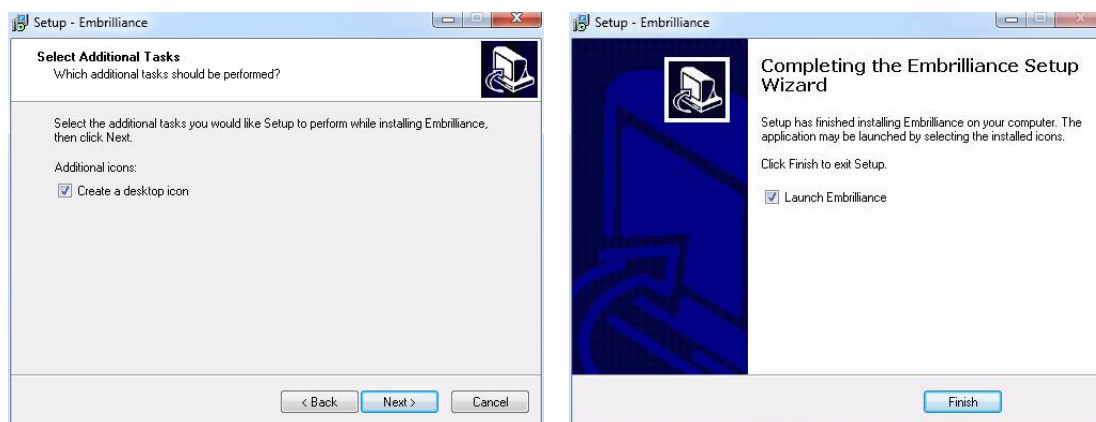 Setup - Embrilliance
Select Additional Tasks
Which additional tasks should be performed?
Select the additional tasks you would like Setup to perform while installing Embrilliance,
then click Next.
Additional icons:
Create a desktop icon
< Back
Next >
Cancel
Setup - Embrilliance
Completing the Embrilliance Setup
Wizard
Setup has finished installing Embrilliance on your computer. The
application may be launched by selecting the installed icons.
Click Finish to exit Setup.
Launch Embrilliance
Finish